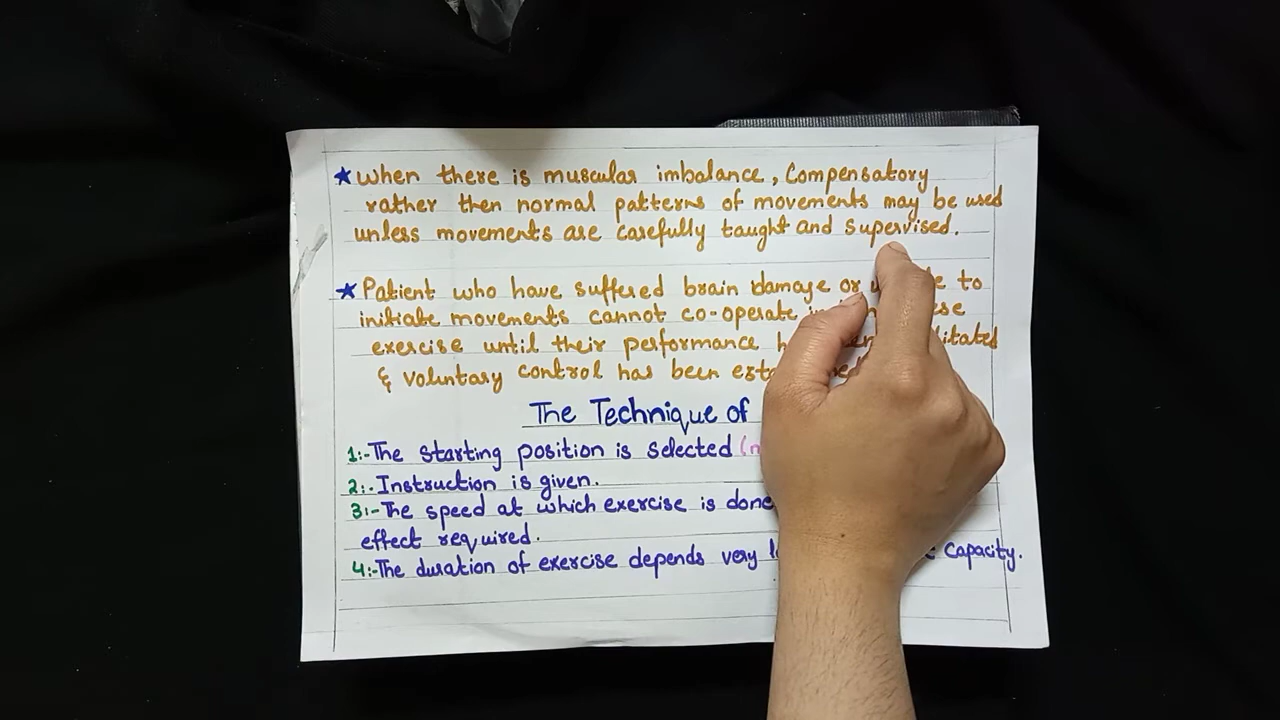 ★ When there is muscular imbalance, Compensatory
rather then normal patterns of movements may be used
unless movements are carefully taught and supervised.
★ Patient who have suffered brain damage or to
initiate movements cannot co-operate
exercise until their performance
& Voluntary control has been
The Technique of
1:- The starting position is selected
2:- Instruction is given.
3:- The speed at which exercise is done
effect required.
4:- The duration of exercise depends very Capacity.